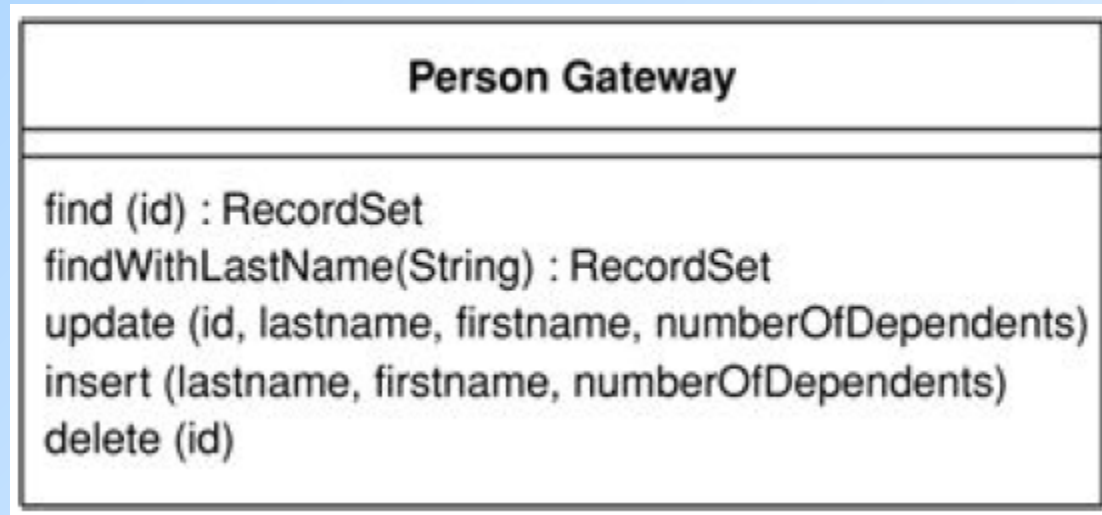 Person Gateway
find (id) : RecordSet
findWithLastName(String) : RecordSet
update (id, lastname, firstname, numberOfDependents)
insert (lastname, firstname, numberOfDependents)
delete (id)